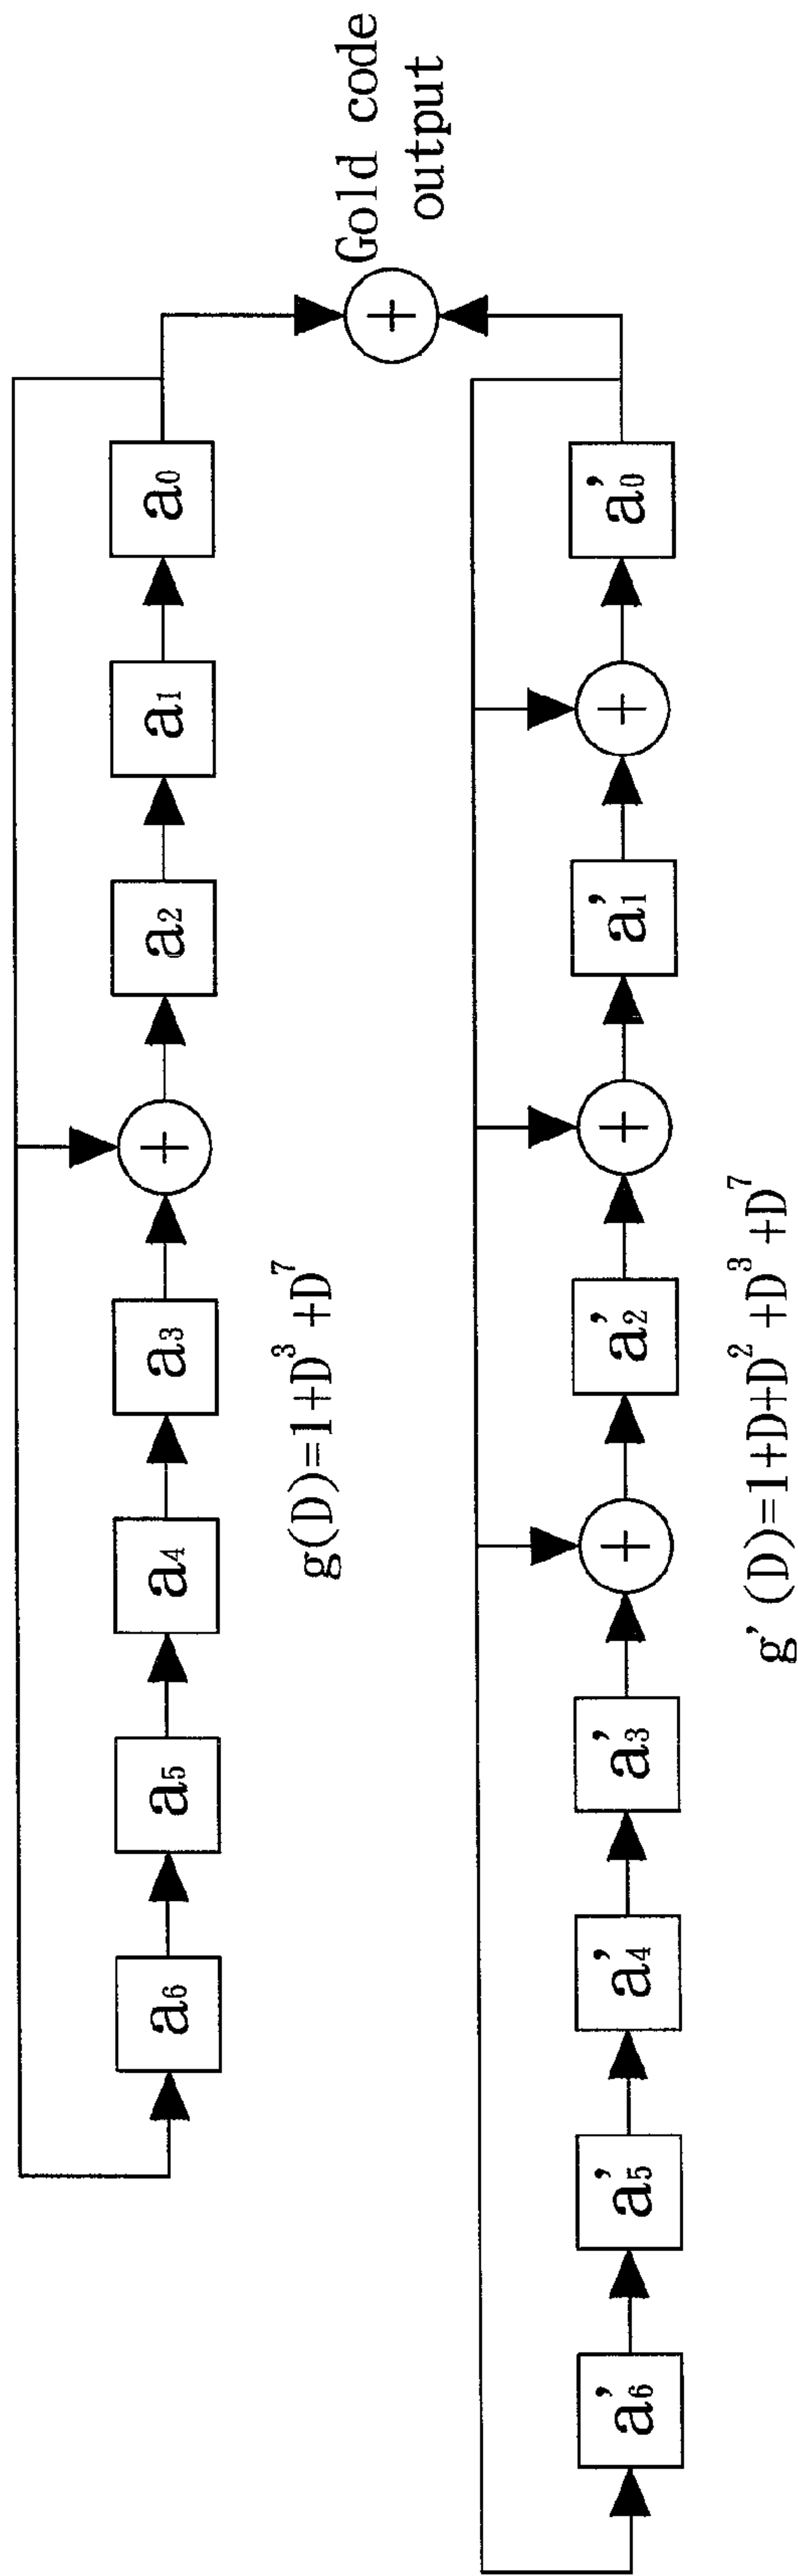 a6 a5 a4 a3 + a2 a1 a0
g(D)=1+D³+D⁷
+ Gold code
output
a'6 a'5 a'4 a'3 + a'2 + a'1 + a'0
g'(D)=1+D+D²+D³+D⁷